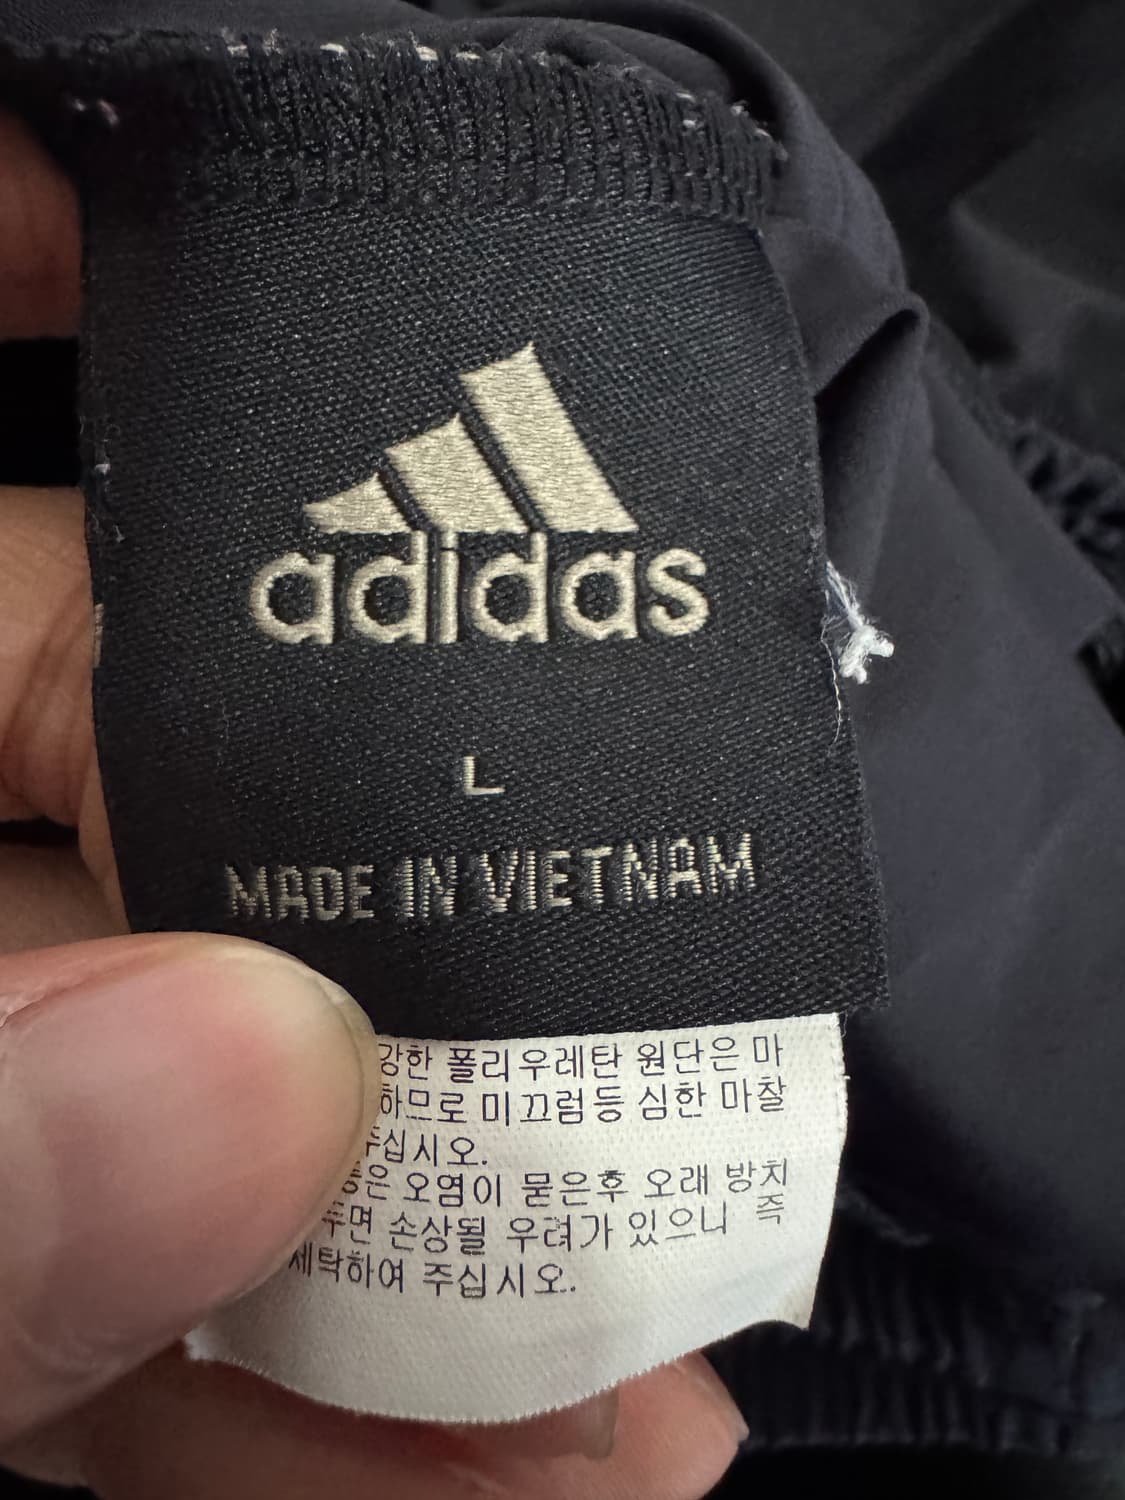 adidas
L
MADE IN VIETNAM
강한 폴리우레탄 원단은 마
하므로 미끄럼등 심한 마찰
주십시오.
등은 오염이 묻은후 오래 방치
두면 손상될 우려가 있으니 즉
세탁하여 주십시오.